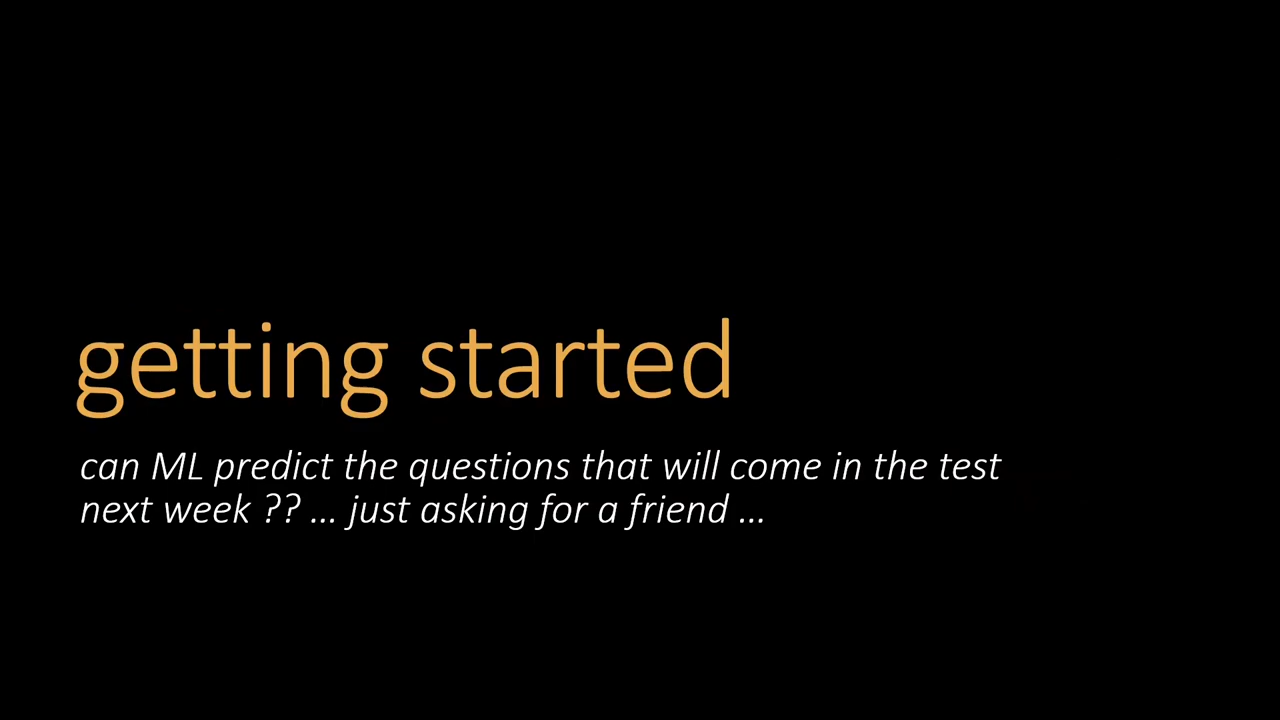 getting started
can ML predict the questions that will come in the test
next week ?? ... just asking for a friend ...